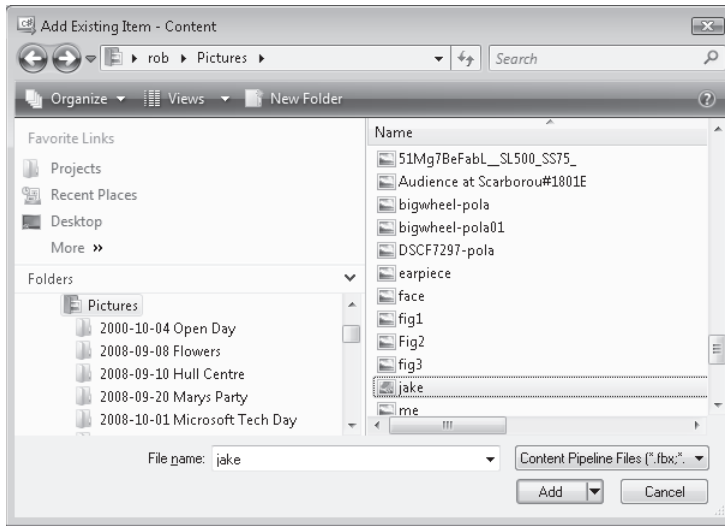 Add Existing Item - Content
rob ▸ Pictures ▸
Search
Organize
Views
New Folder
Favorite Links
Projects
Recent Places
Desktop
More »
Folders
Pictures
2000-10-04 Open Day
2008-09-08 Flowers
2008-09-10 Hull Centre
2008-09-20 Marys Party
2008-10-01 Microsoft Tech Day
Name
51Mg7BeFabL__SL500_SS75_
Audience at Scarborou#1801E
bigwheel-pola
bigwheel-pola01
DSCF7297-pola
earpiece
face
fig1
Fig2
fig3
jake
me
File name: jake
Content Pipeline Files (*.fbx;*.
Add
Cancel